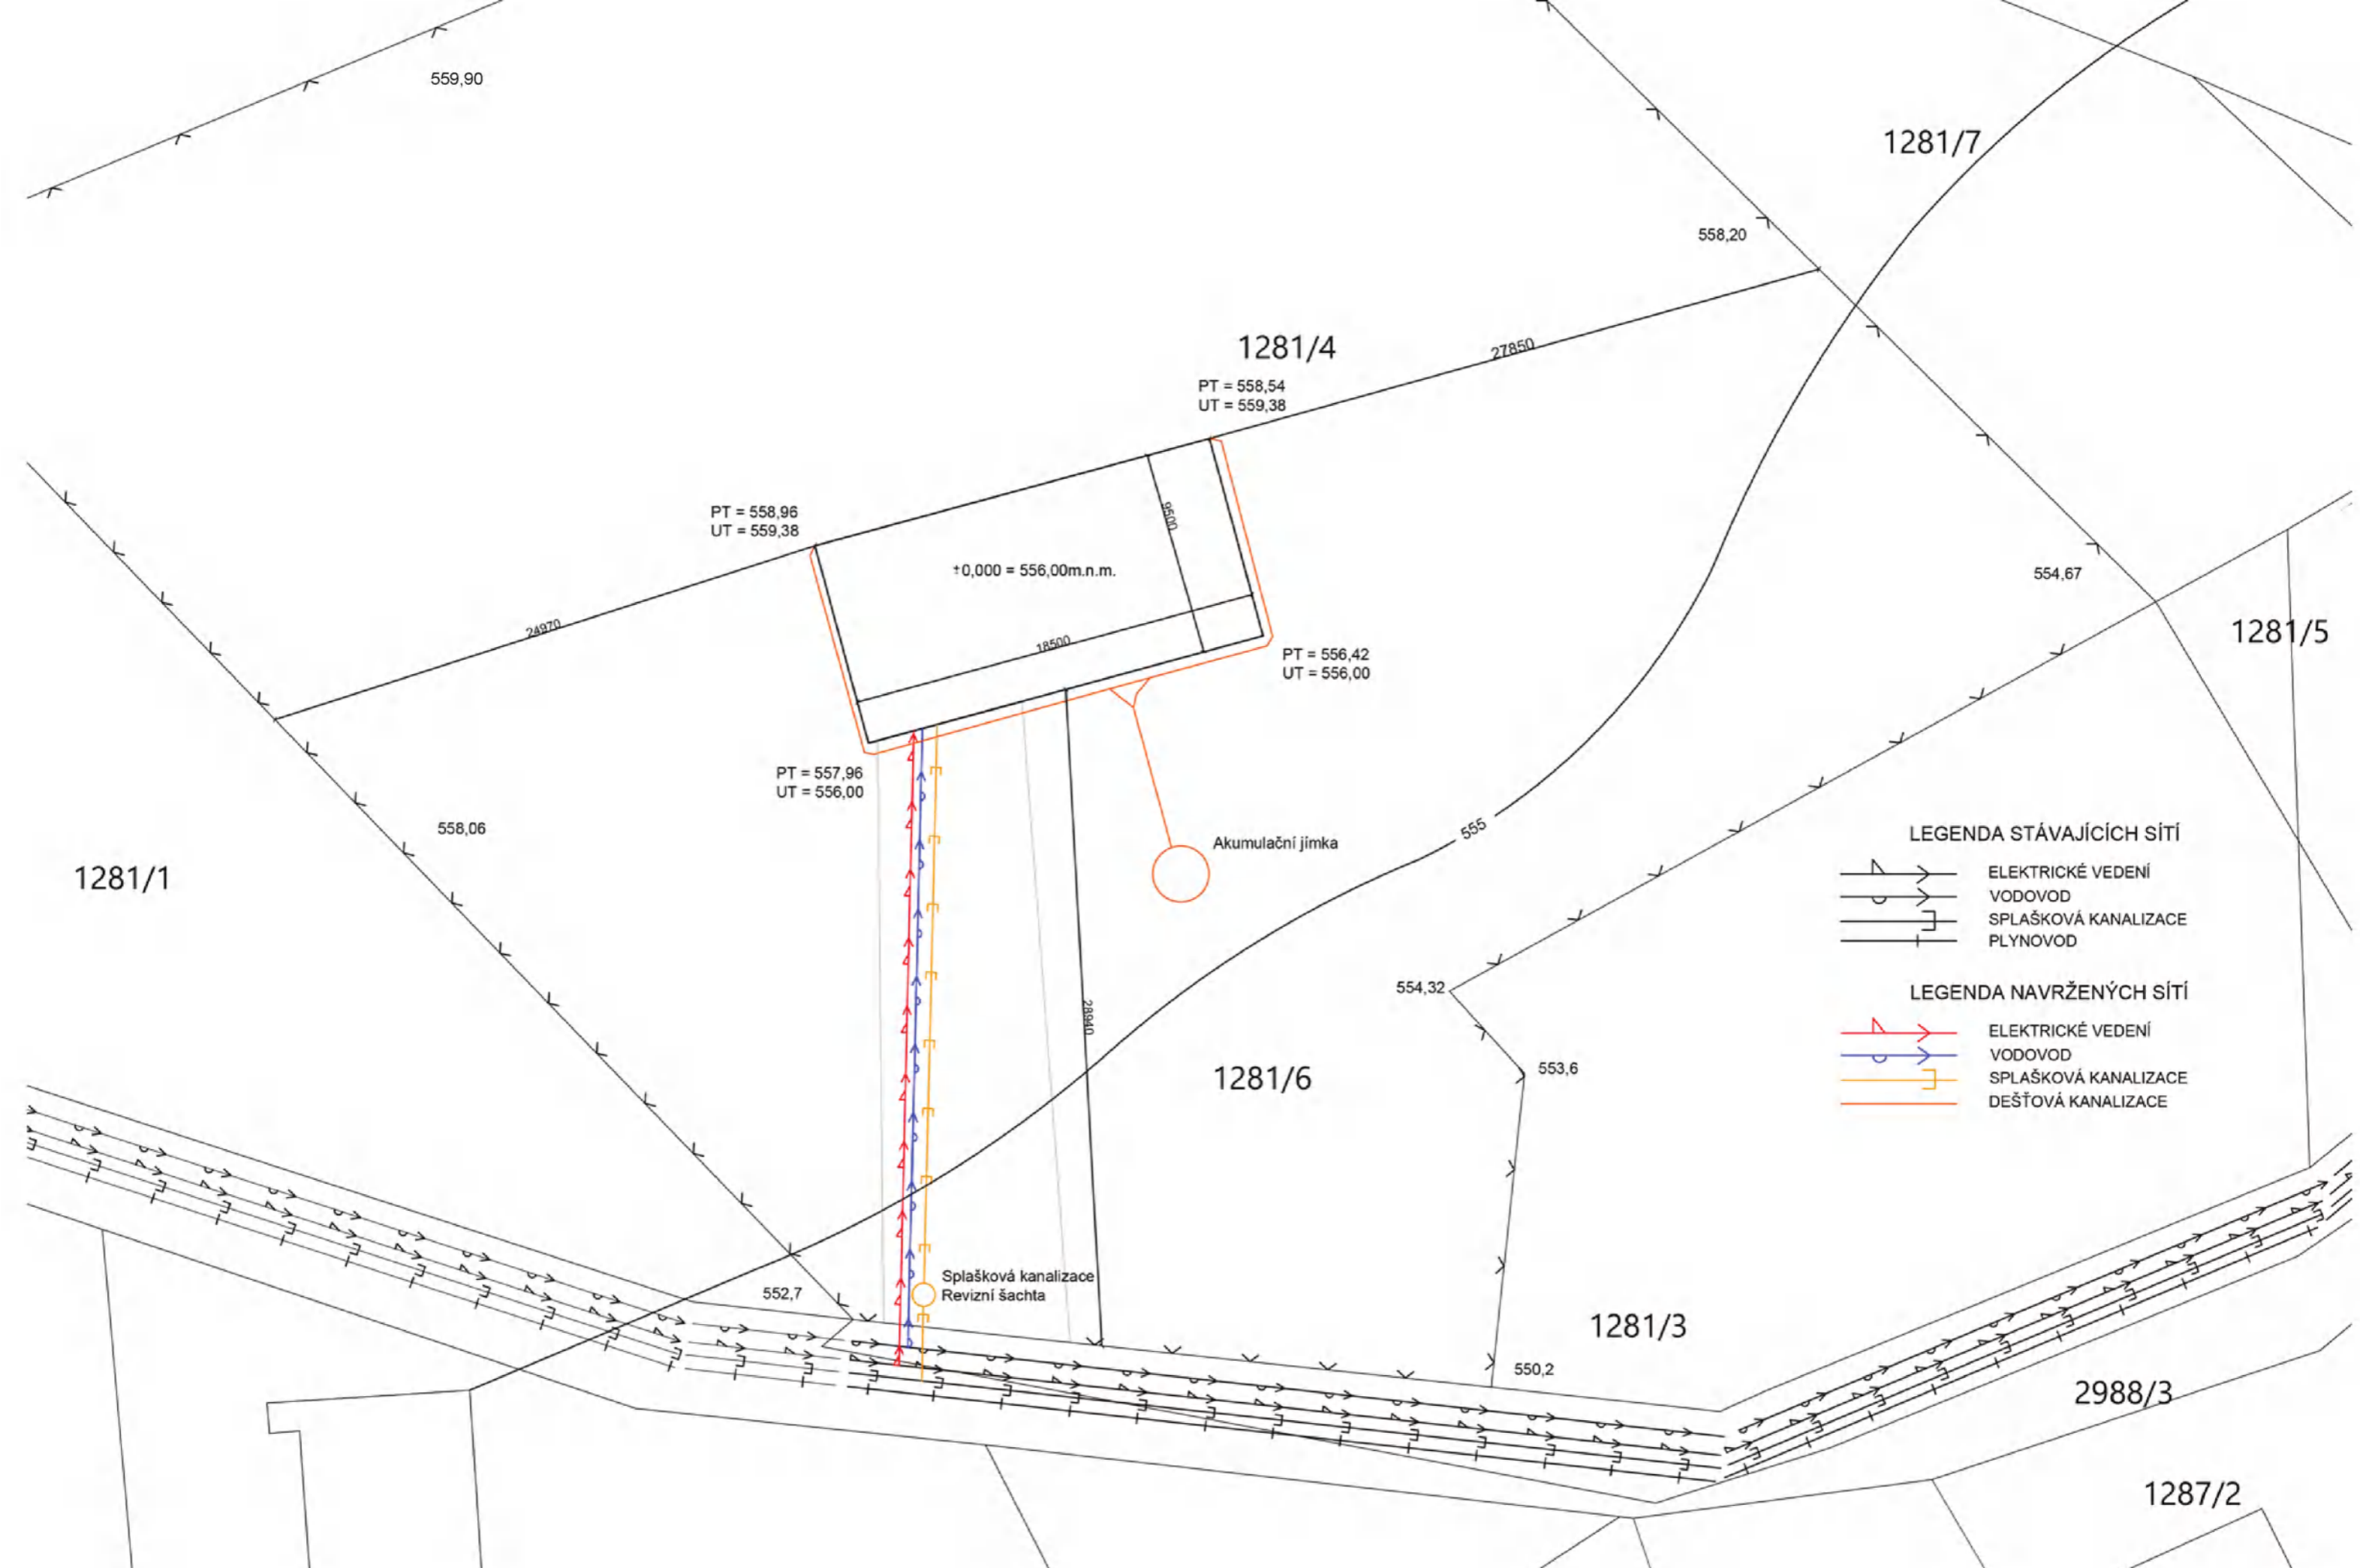 559,90
1281/7
558,20
1281/4
27850
PT = 558,54
UT = 559,38
PT = 558,96
UT = 559,38
9500
±0,000 = 556,00m.n.m.
554,67
24970
18500
1281/5
PT = 556,42
UT = 556,00
PT = 557,96
UT = 556,00
558,06
555
Akumulační jímka
1281/1
LEGENDA STÁVAJÍCÍCH SÍTÍ
ELEKTRICKÉ VEDENÍ
VODOVOD
SPLAŠKOVÁ KANALIZACE
PLYNOVOD
554,32
LEGENDA NAVRŽENÝCH SÍTÍ
28940
ELEKTRICKÉ VEDENÍ
VODOVOD
SPLAŠKOVÁ KANALIZACE
DEŠŤOVÁ KANALIZACE
1281/6
553,6
Splašková kanalizace
Revizní šachta
552,7
1281/3
550,2
2988/3
1287/2